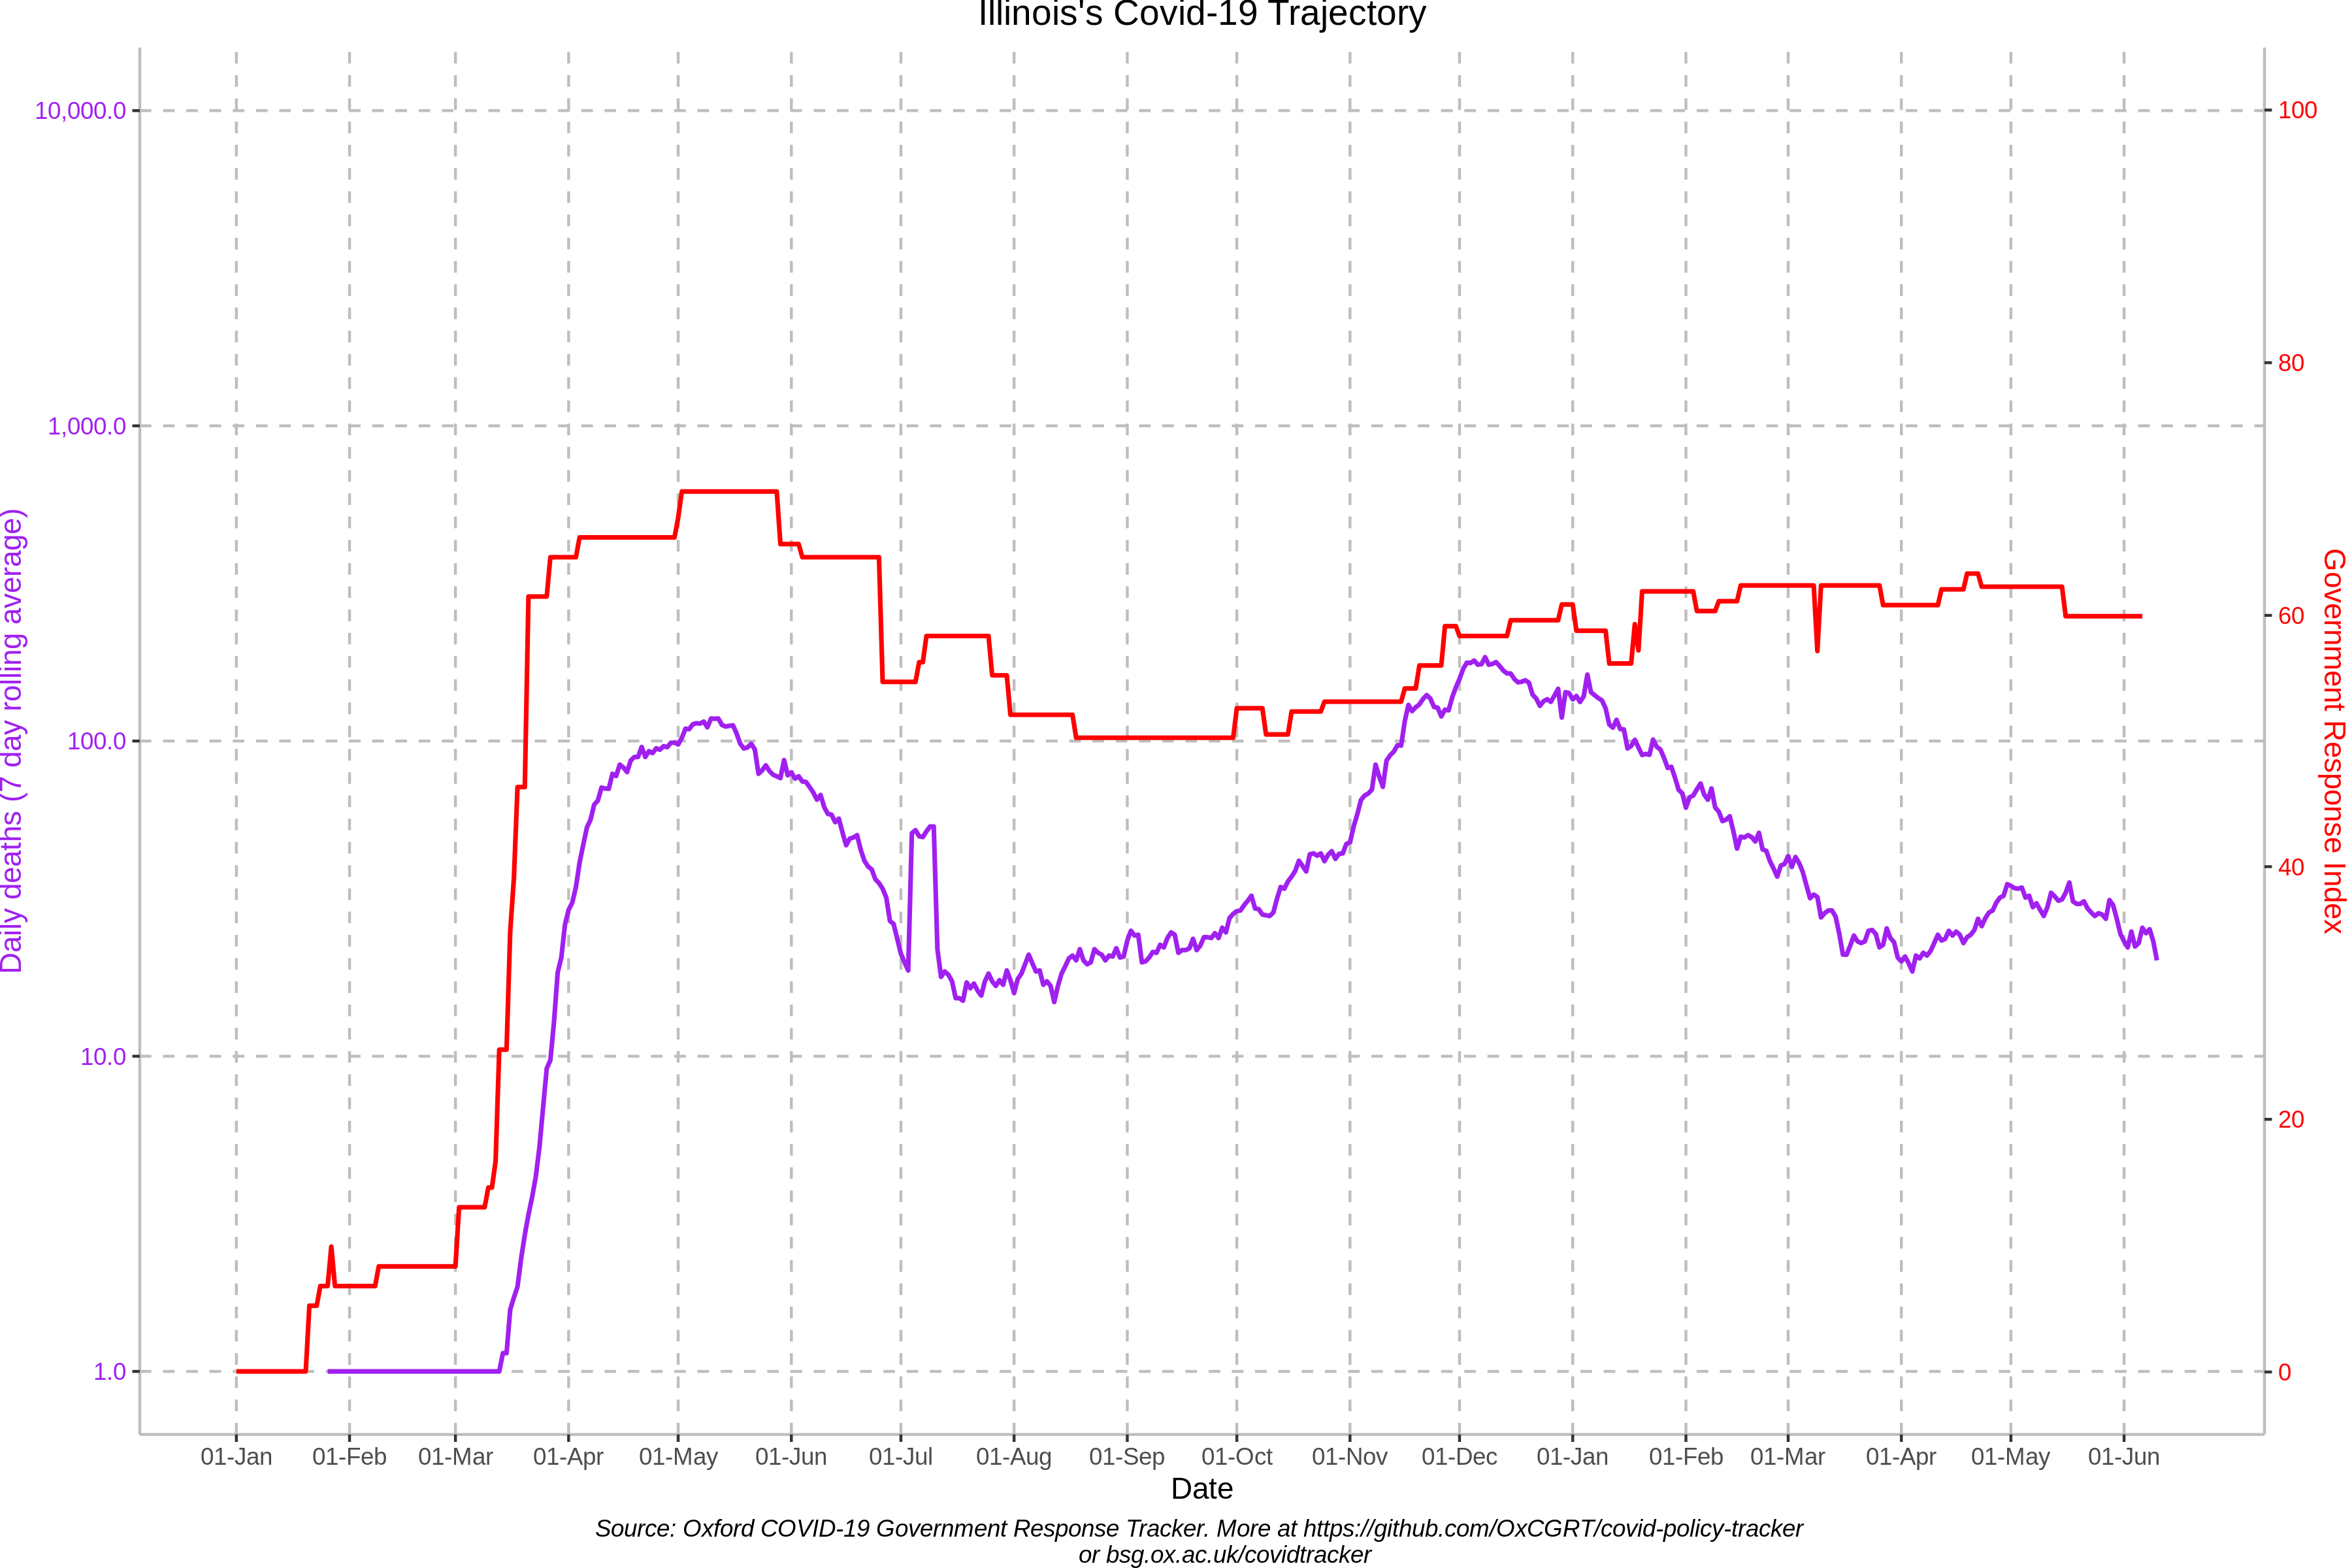 Illinois's Covid-19 Trajectory
10,000.0
1,000.0
100.0
10.0
1.0
Daily deaths (7 day rolling average)
100
80
60
40
20
0
Government Response Index
01-Jan 01-Feb 01-Mar 01-Apr 01-May 01-Jun 01-Jul 01-Aug 01-Sep 01-Oct 01-Nov 01-Dec 01-Jan 01-Feb 01-Mar 01-Apr 01-May 01-Jun
Date
Source: Oxford COVID-19 Government Response Tracker. More at https://github.com/OxCGRT/covid-policy-tracker
or bsg.ox.ac.uk/covidtracker